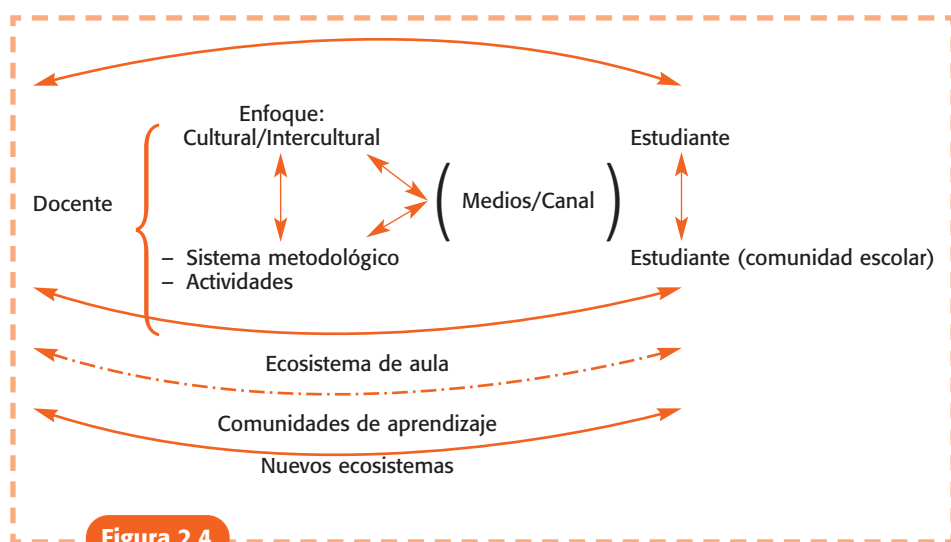 Enfoque:
Cultural/Intercultural
Estudiante
Docente
(Medios/Canal)
– Sistema metodológico
– Actividades
Estudiante (comunidad escolar)
Ecosistema de aula
Comunidades de aprendizaje
Nuevos ecosistemas
Figura 2.4